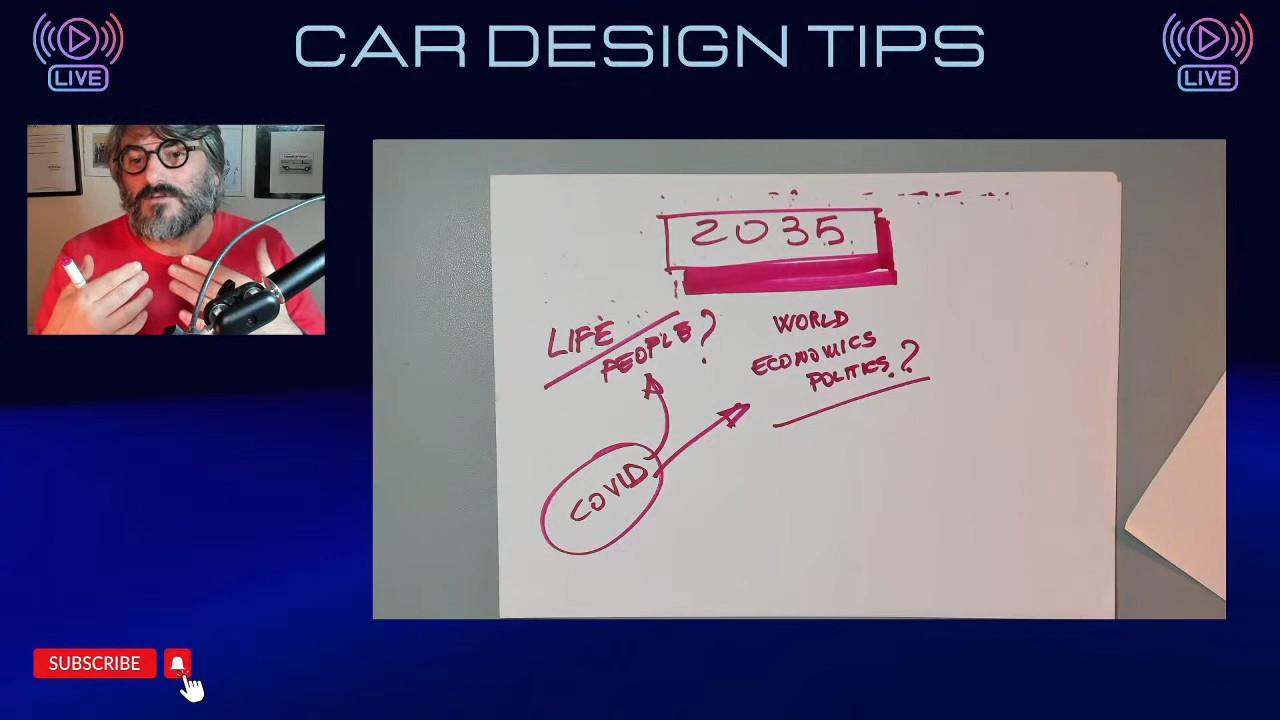 CAR DESIGN TIPS
LIVE
LIVE
2035
LIFE
PEOPLE?
WORLD
ECONOMICS
POLITICS.?
COVID
SUBSCRIBE